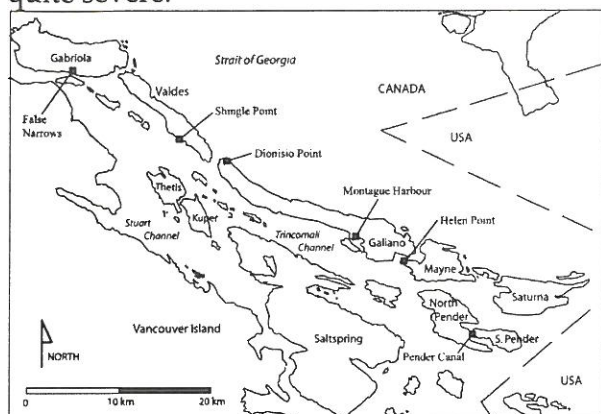 quite severe.
Gabriola
Strait of Georgia
CANADA
Valdes
USA
False
Narrows
Shingle Point
Dionisio Point
Thetis
Montague Harbour
Helen Point
Kuper
Stuart
Channel
Trincomali
Channel
Galiano
Mayne
Saturna
North
Pender
Vancouver Island
Saltspring
S. Pender
Pender Canal
NORTH
USA
0 10 km 20 km